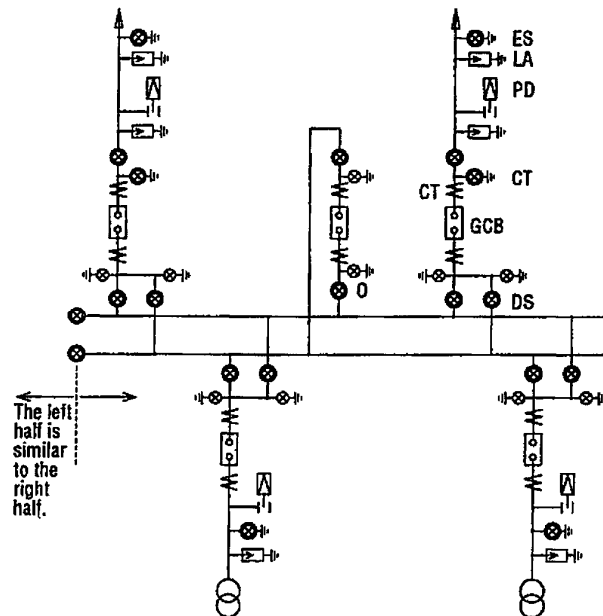 ES
LA
PD
CT
CT
GCB
O
DS
The left
half is
similar
to the
right
half.